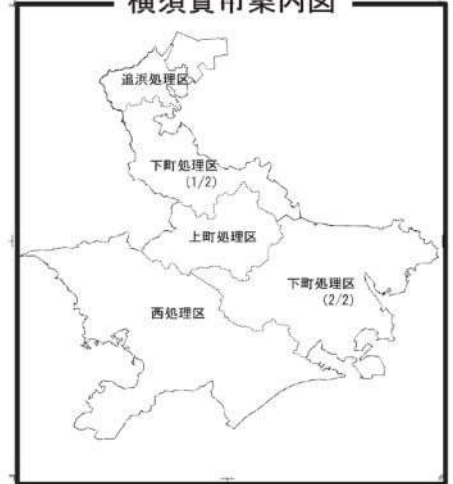 横須賀市案内図
追浜処理区
下町処理区
(1/2)
上町処理区
下町処理区
(2/2)
西処理区